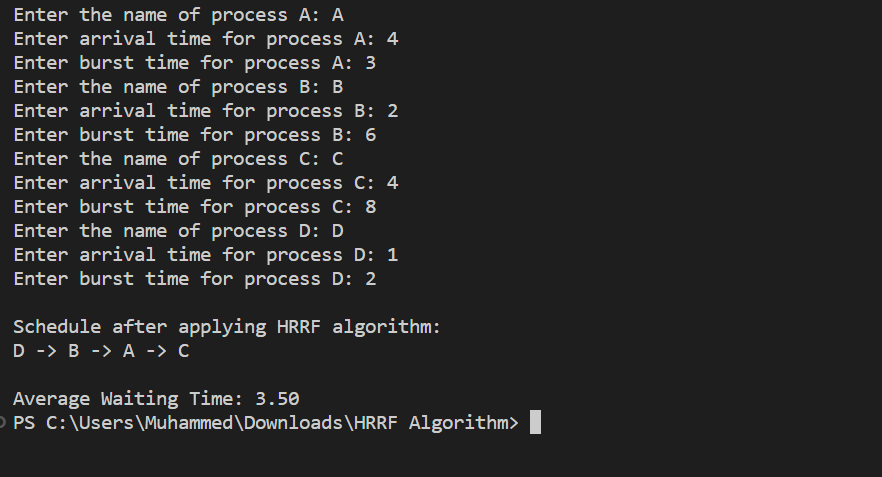 Enter the name of process A: A
Enter arrival time for process A: 4
Enter burst time for process A: 3
Enter the name of process B: B
Enter arrival time for process B: 2
Enter burst time for process B: 6
Enter the name of process C: C
Enter arrival time for process C: 4
Enter burst time for process C: 8
Enter the name of process D: D
Enter arrival time for process D: 1
Enter burst time for process D: 2
Schedule after applying HRRF algorithm:
D -> B -> A -> C
Average Waiting Time: 3.50
PS C:\Users\Muhammed\Downloads\HRRF Algorithm>